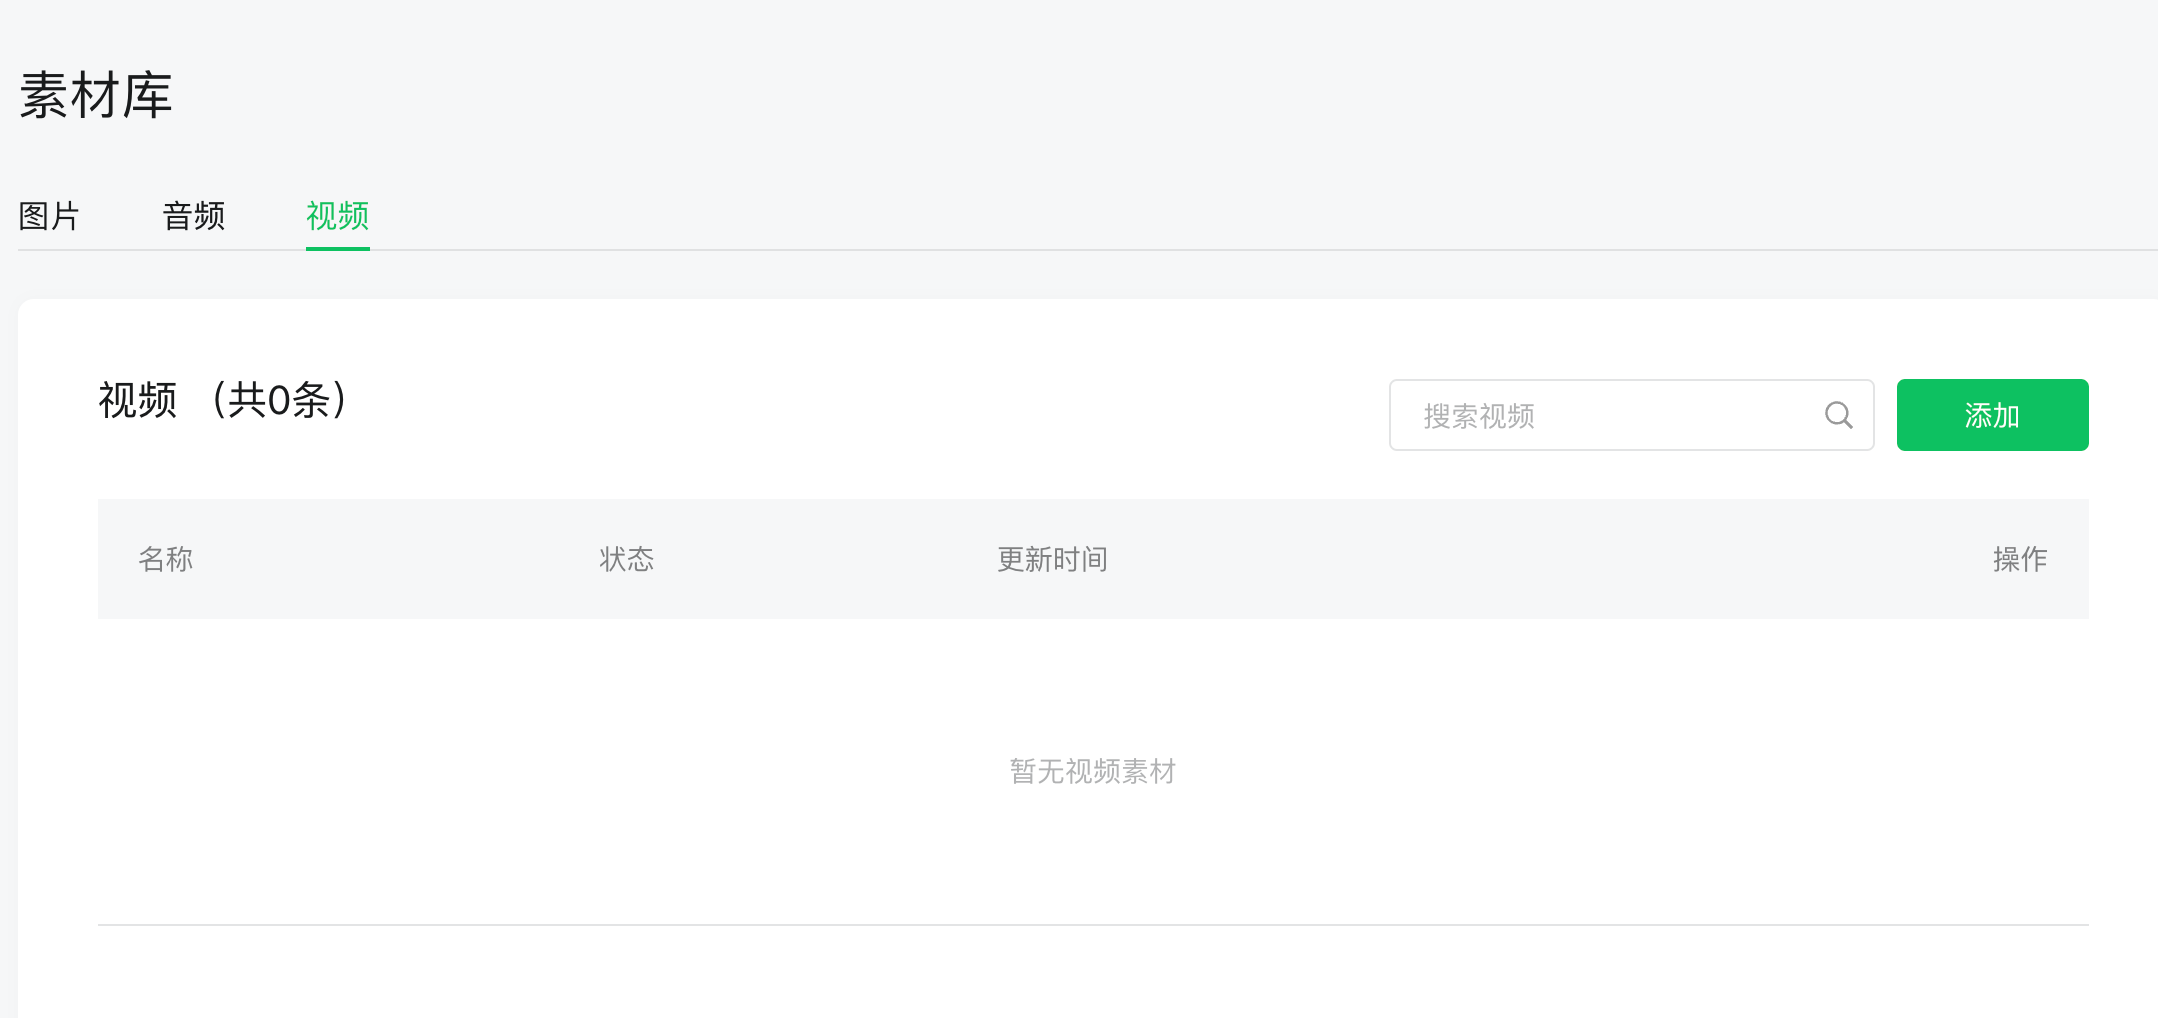 素材库
图片 音频 视频
视频 （共0条）
搜索视频 添加
名称 状态 更新时间 操作
暂无视频素材